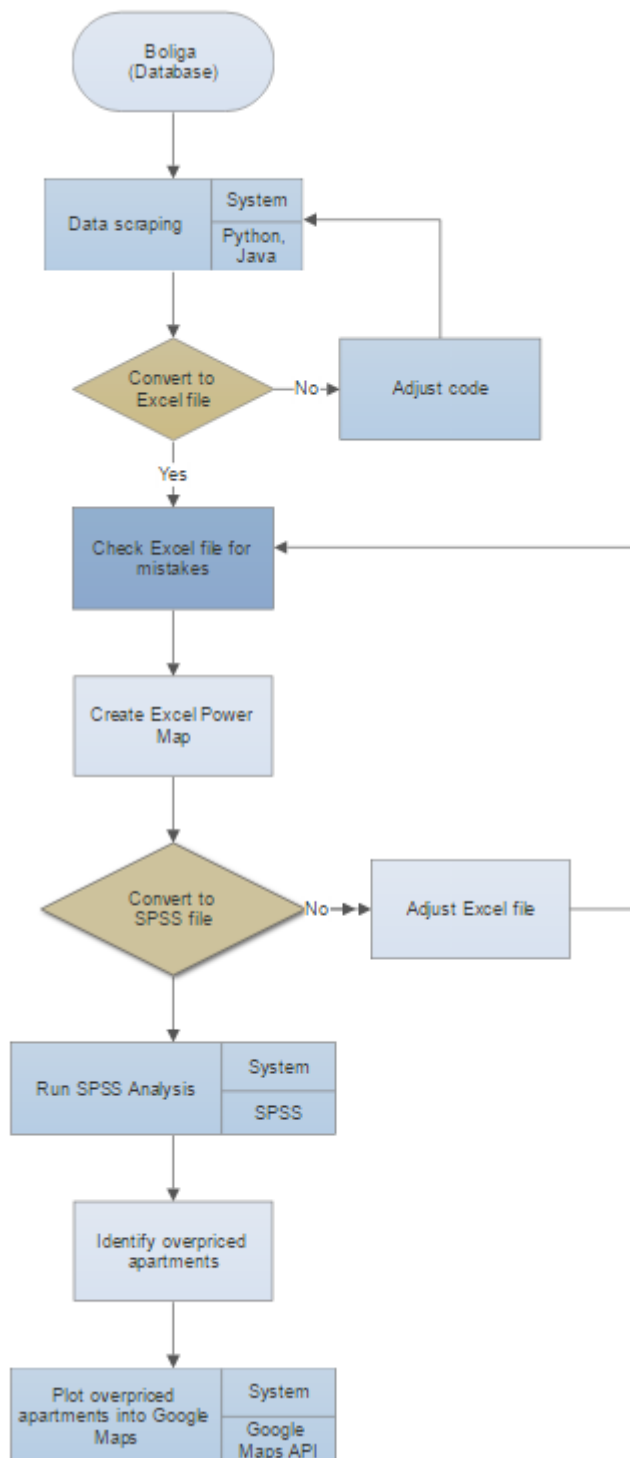 Boliga
(Database)
Data scraping
System
Python,
Java
Convert to
Excel file
No
Adjust code
Yes
Check Excel file for
mistakes
Create Excel Power
Map
Convert to
SPSS file
No
Adjust Excel file
Run SPSS Analysis
System
SPSS
Identify overpriced
apartments
Plot overpriced
apartments into Google
Maps
System
Google
Maps API